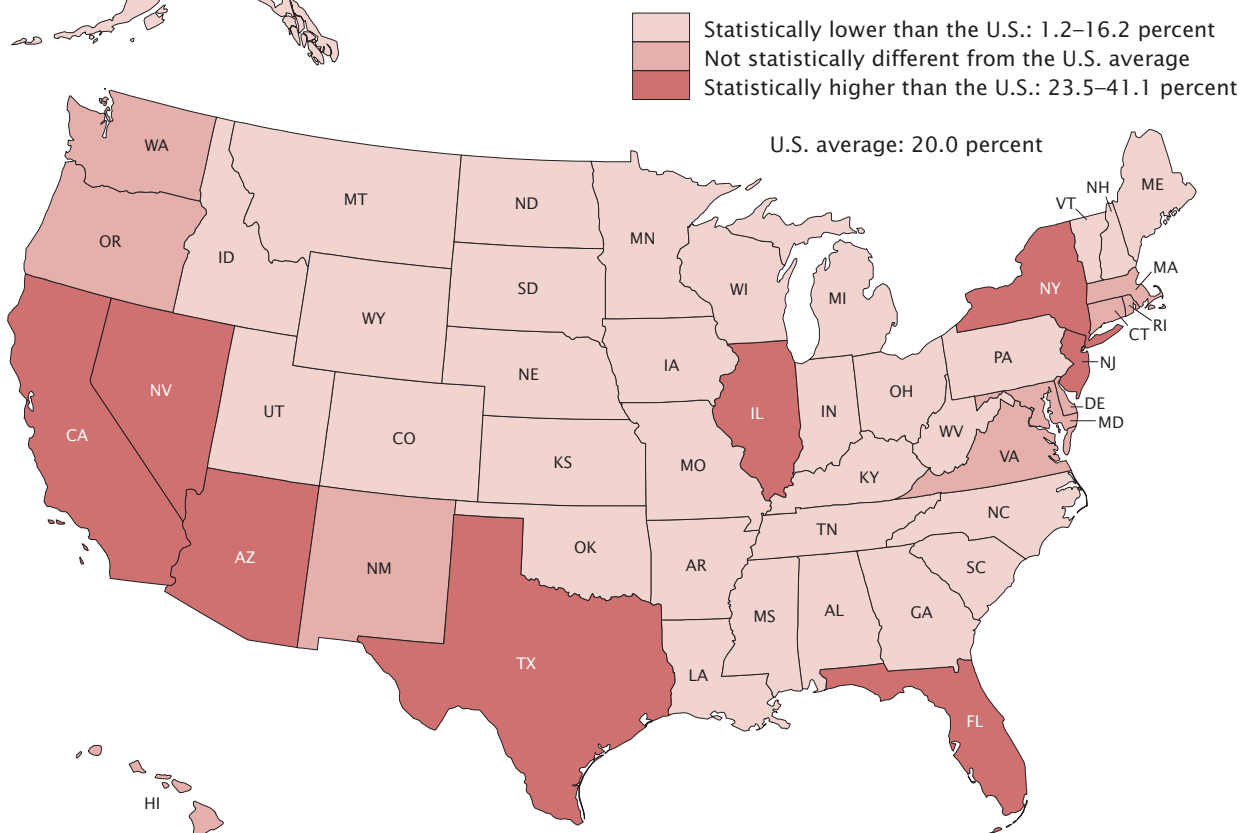 Statistically lower than the U.S.: 1.2–16.2 percent
Not statistically different from the U.S. average
Statistically higher than the U.S.: 23.5–41.1 percent
U.S. average: 20.0 percent
WA
MT
ND
MN
ME
NH
VT
OR
ID
SD
WI
MI
NY
MA
WY
RI
CT
NV
NE
IA
PA
NJ
UT
CO
IL
IN
OH
DE
MD
CA
KS
MO
WV
VA
KY
AZ
NM
OK
AR
TN
NC
SC
MS
AL
GA
TX
LA
FL
HI